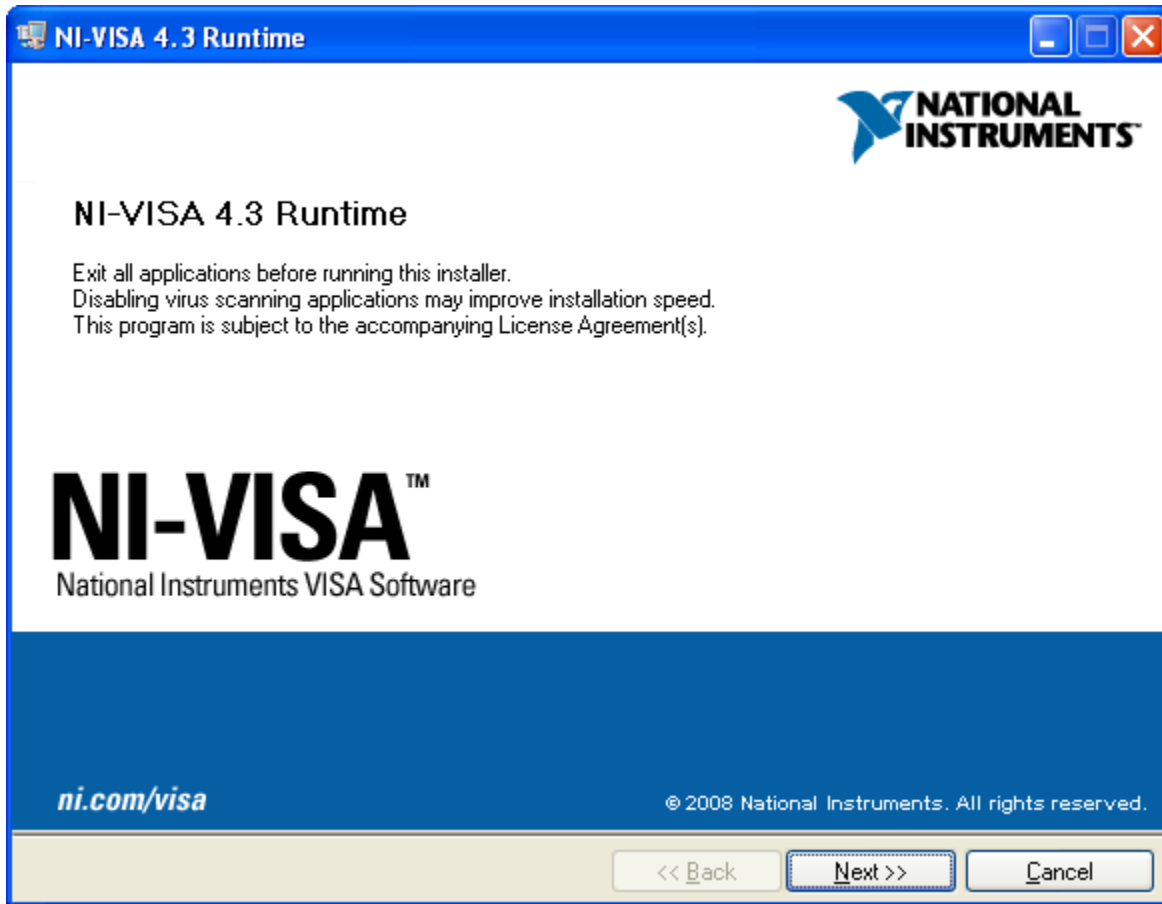 NI-VISA 4.3 Runtime
NATIONAL
INSTRUMENTS™
NI-VISA 4.3 Runtime
Exit all applications before running this installer.
Disabling virus scanning applications may improve installation speed.
This program is subject to the accompanying License Agreement(s).
NI-VISA™
National Instruments VISA Software
ni.com/visa
© 2008 National Instruments. All rights reserved.
<< Back
Next >>
Cancel